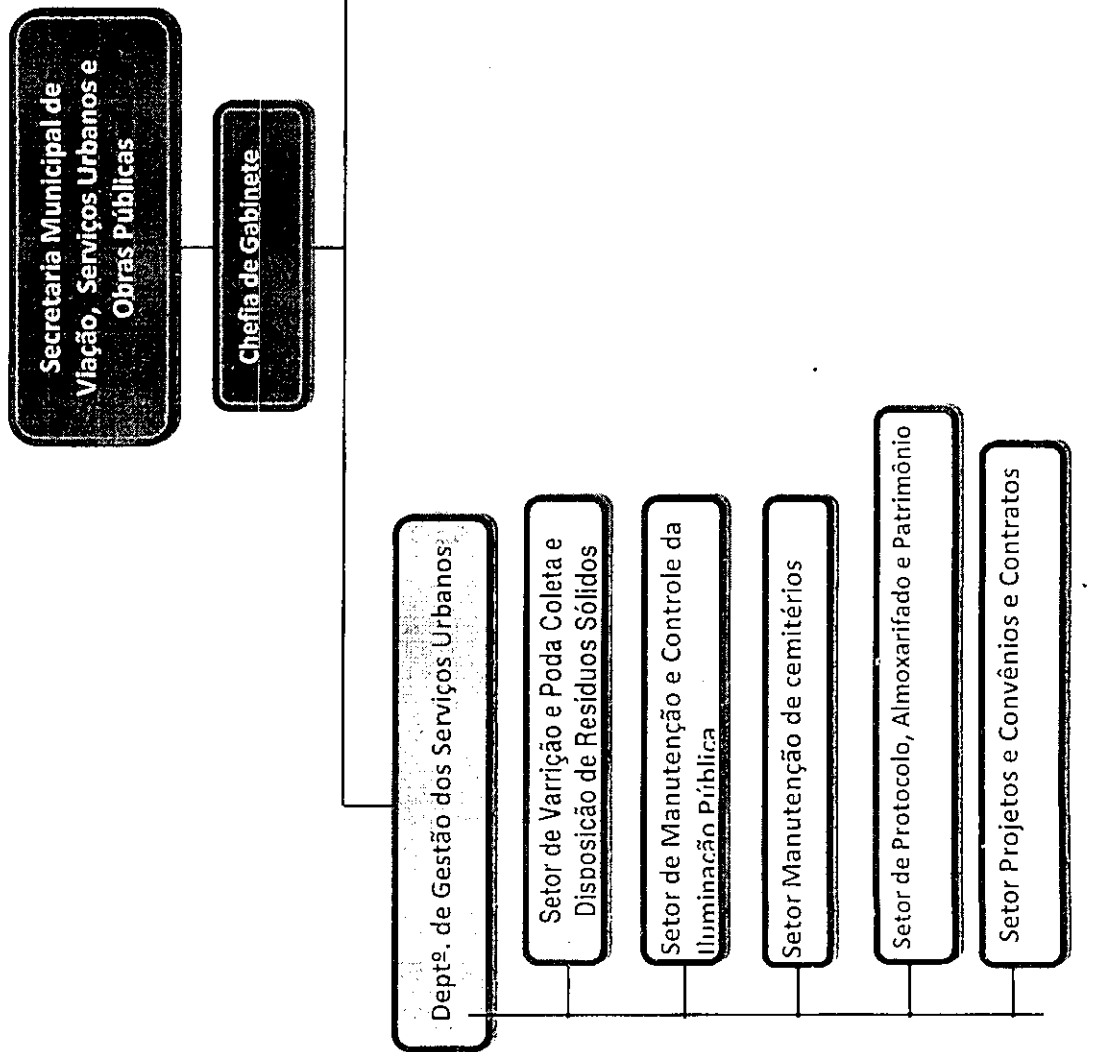 Secretaria Municipal de
Viação, Serviços Urbanos e
Obras Públicas
Chefia de Gabinete
Deptº. de Gestão dos Serviços Urbanos
Setor de Varrição e Poda Coleta e
Disposição de Resíduos Sólidos
Setor de Manutenção e Controle da
Iluminação Pública
Setor Manutenção de cemitérios
Setor de Protocolo, Almoxarifado e Patrimônio
Setor Projetos e Convênios e Contratos